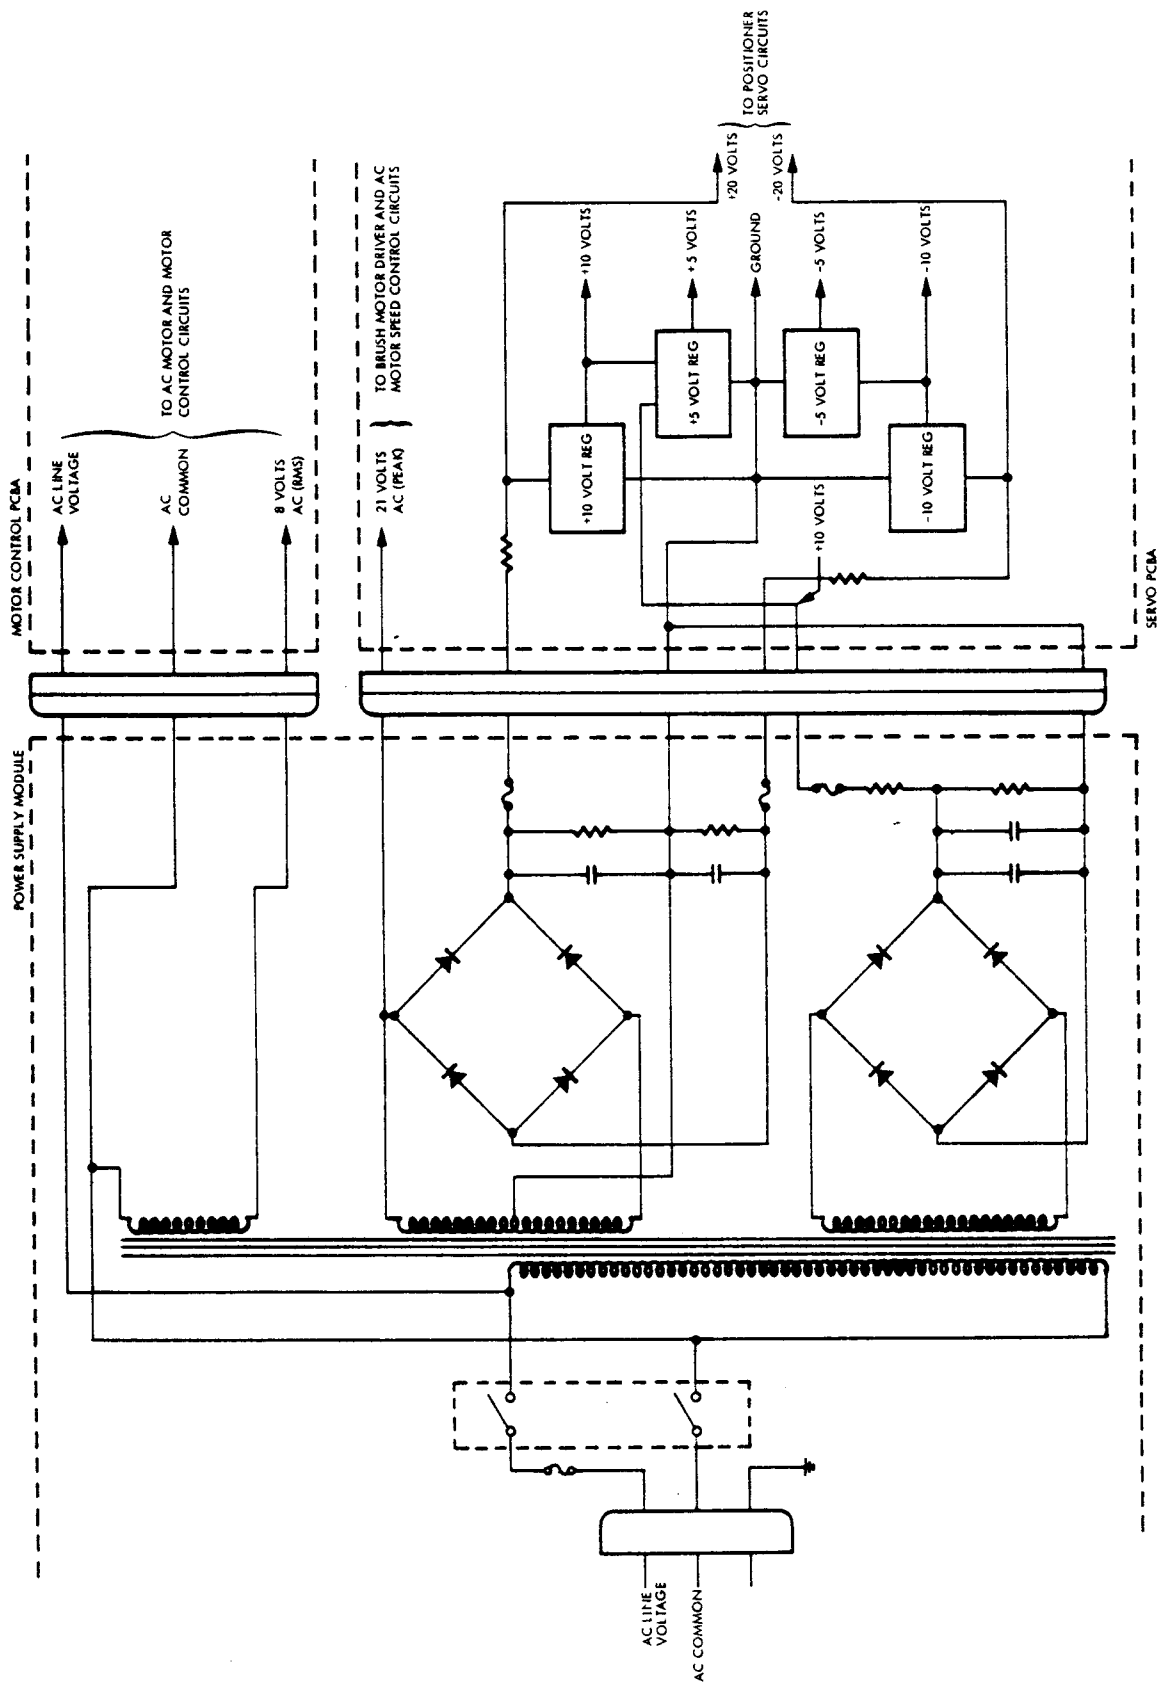 MOTOR CONTROL PCBA
AC LINE
VOLTAGE
AC
COMMON
8 VOLTS
AC (RMS)
TO AC MOTOR AND MOTOR
CONTROL CIRCUITS
21 VOLTS
AC (PEAK)
TO BRUSH MOTOR DRIVER AND AC
MOTOR SPEED CONTROL CIRCUITS
TO POSITIONER
SERVO CIRCUITS
+20 VOLTS
-20 VOLTS
+10 VOLTS
+5 VOLTS
GROUND
-5 VOLTS
-10 VOLTS
+5 VOLT REG
-5 VOLT REG
+10 VOLT REG
-10 VOLT REG
+10 VOLTS
SERVO PCBA
POWER SUPPLY MODULE
AC LINE
VOLTAGE
AC COMMON